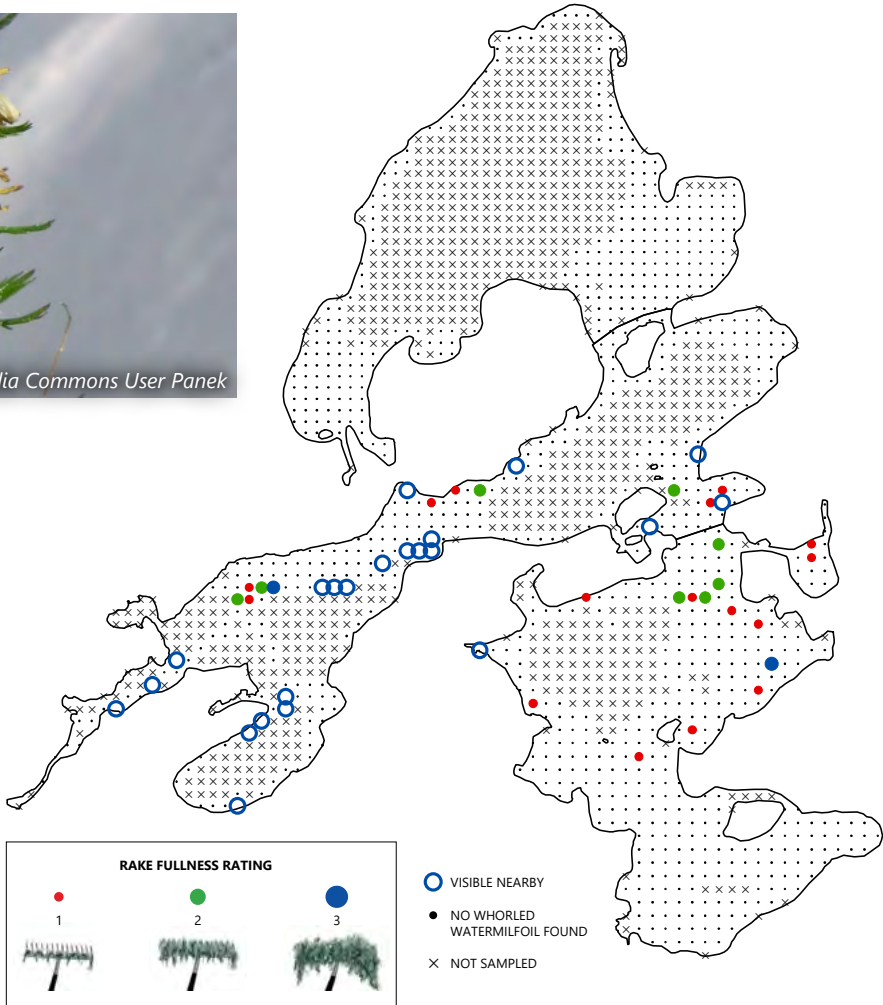 dia Commons User Panek
RAKE FULLNESS RATING
1
2
3
VISIBLE NEARBY
NO WHORLED
WATERMILFOIL FOUND
NOT SAMPLED